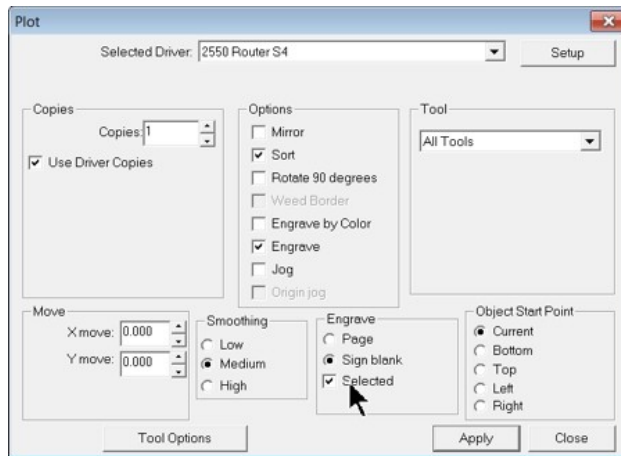 Plot
Selected Driver: 2550 Router S4
Setup
Copies
Copies: 1
Use Driver Copies
Options
Mirror
Sort
Rotate 90 degrees
Weed Border
Engrave by Color
Engrave
Jog
Origin jog
Tool
All Tools
Move
X move: 0.000
Y move: 0.000
Smoothing
Low
Medium
High
Engrave
Page
Sign blank
Selected
Object Start Point
Current
Bottom
Top
Left
Right
Tool Options
Apply
Close